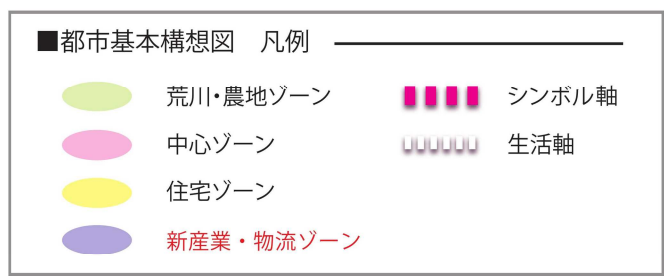 ■都市基本構想図　凡例
荒川・農地ゾーン
中心ゾーン
住宅ゾーン
新産業・物流ゾーン
シンボル軸
生活軸